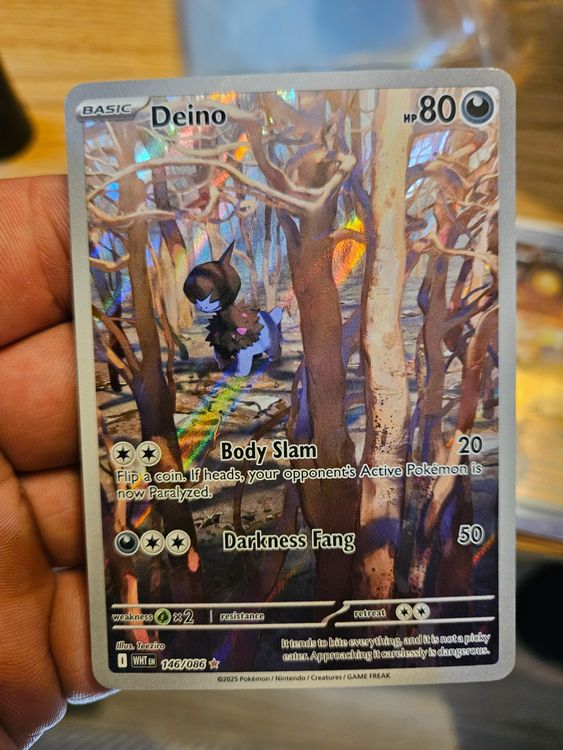 BASIC Deino HP 80
Body Slam 20
Flip a coin. If heads, your opponent's Active Pokémon is
now Paralyzed.
Darkness Fang 50
weakness ×2 resistance retreat
Illus. Teeziro
It tends to bite everything, and it is not a picky
eater. Approaching it carelessly is dangerous.
I WHT EN 146/086
©2025 Pokémon / Nintendo / Creatures / GAME FREAK